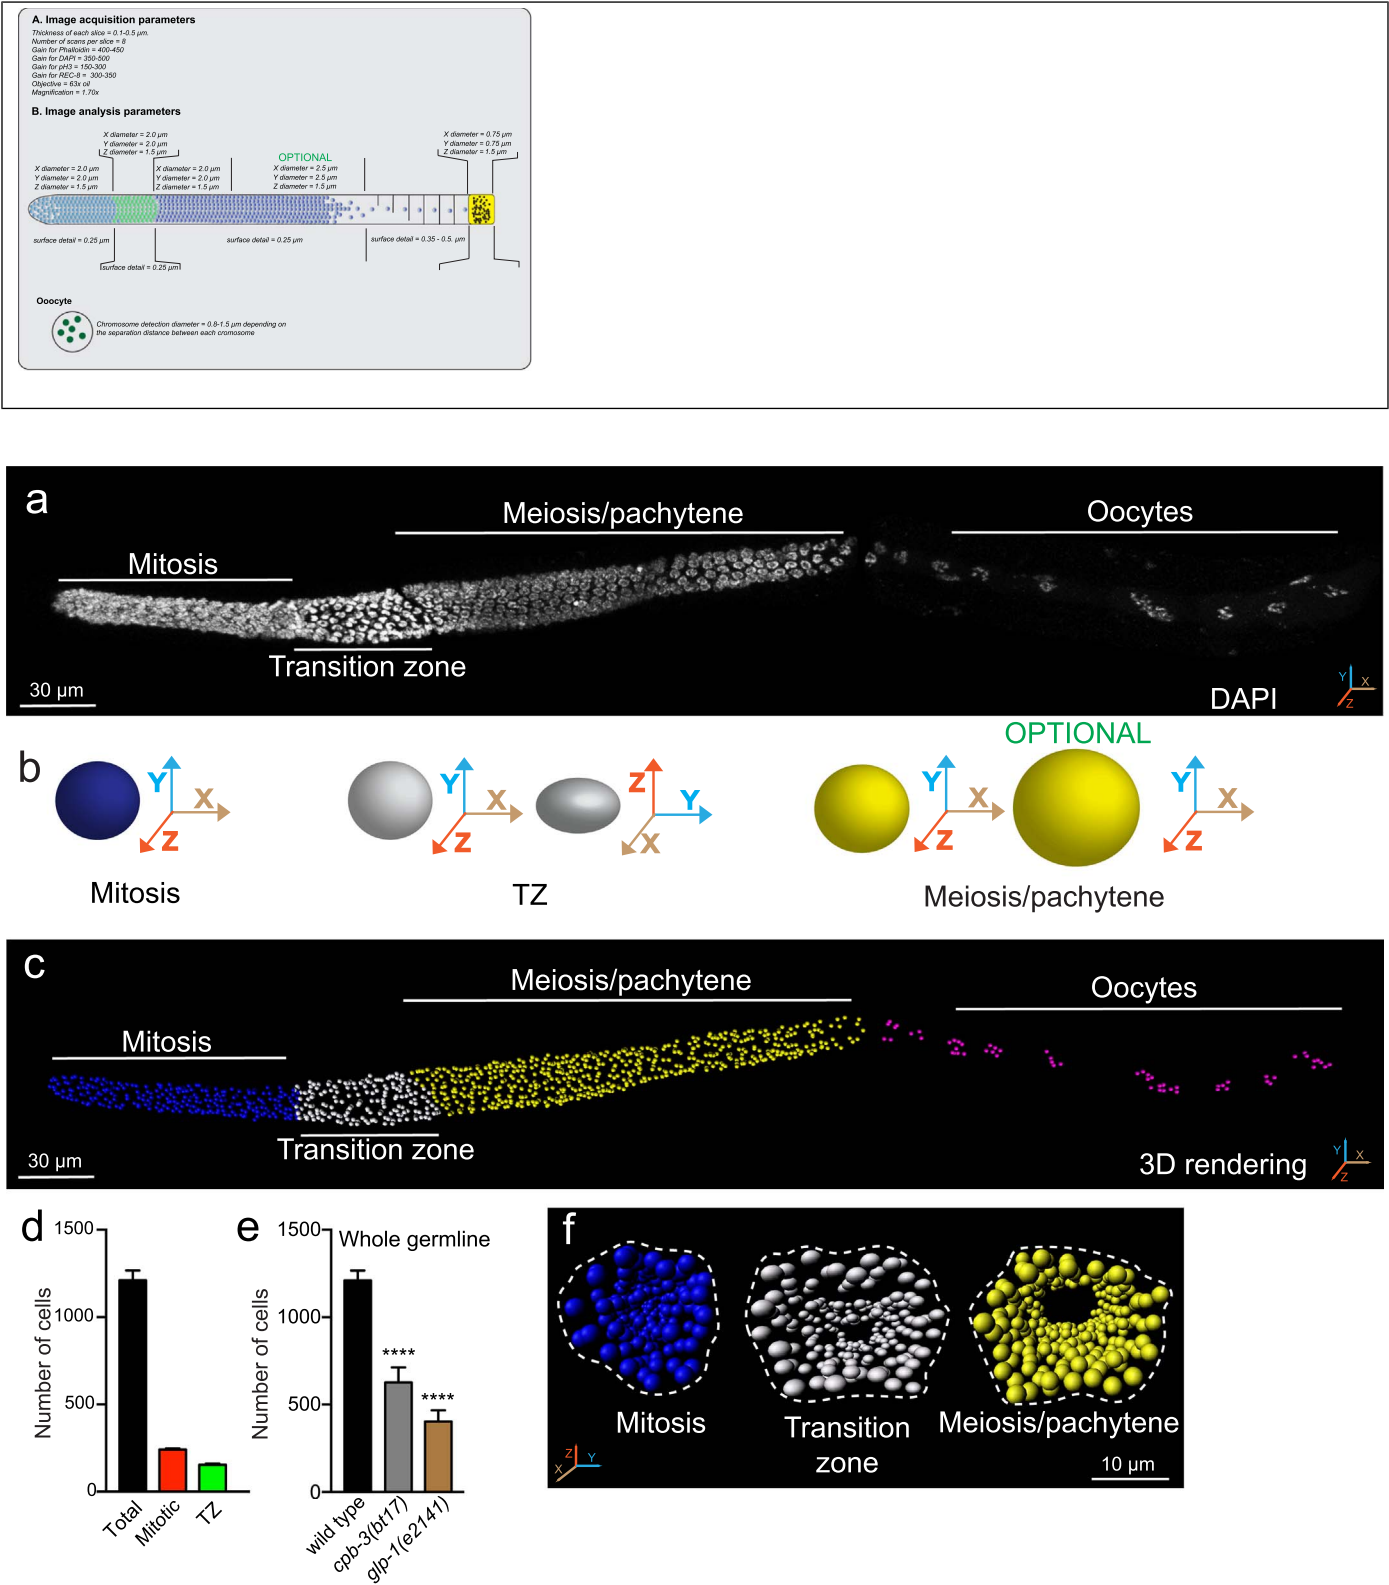 A. Image acquisition parameters
Thickness of each slice = 0.1-0.5 µm.
Number of scans per slice = 8
Gain for Phalloidin = 400-450
Gain for DAPI = 350-500
Gain for pH3 = 150-300
Gain for REC-8 = 300-350
Objective = 63x oil
Magnification = 1.70x
B. Image analysis parameters
X diameter = 2.0 µm
Y diameter = 2.0 µm
Z diameter = 1.5 µm
X diameter = 0.75 µm
Y diameter = 0.75 µm
Z diameter = 1.5 µm
OPTIONAL
X diameter = 2.0 µm
Y diameter = 2.0 µm
Z diameter = 1.5 µm
X diameter = 2.0 µm
Y diameter = 2.0 µm
Z diameter = 1.5 µm
X diameter = 2.5 µm
Y diameter = 2.5 µm
Z diameter = 1.5 µm
surface detail = 0.25 µm
surface detail = 0.25 µm
surface detail = 0.35 - 0.5. µm
surface detail = 0.25 µm
Ooocyte
Chromosome detection diameter = 0.8-1.5 µm depending on
the separation distance between each cromosome
a
Mitosis
Meiosis/pachytene
Oocytes
Transition zone
30 µm
DAPI
Y
X
Z
b
OPTIONAL
Y
X
Z
Y
X
Z
Z
Y
X
Y
X
Z
Y
X
Z
Mitosis
TZ
Meiosis/pachytene
c
Mitosis
Meiosis/pachytene
Oocytes
Transition zone
30 µm
3D rendering
Y
X
Z
d
1500
1000
500
0
Number of cells
Total
Mitotic
TZ
e
Whole germline
1500
1000
500
0
Number of cells
****
****
wild type
cpb-3(bt17)
glp-1(e2141)
f
Mitosis
Transition
zone
Meiosis/pachytene
Z
Y
X
10 µm